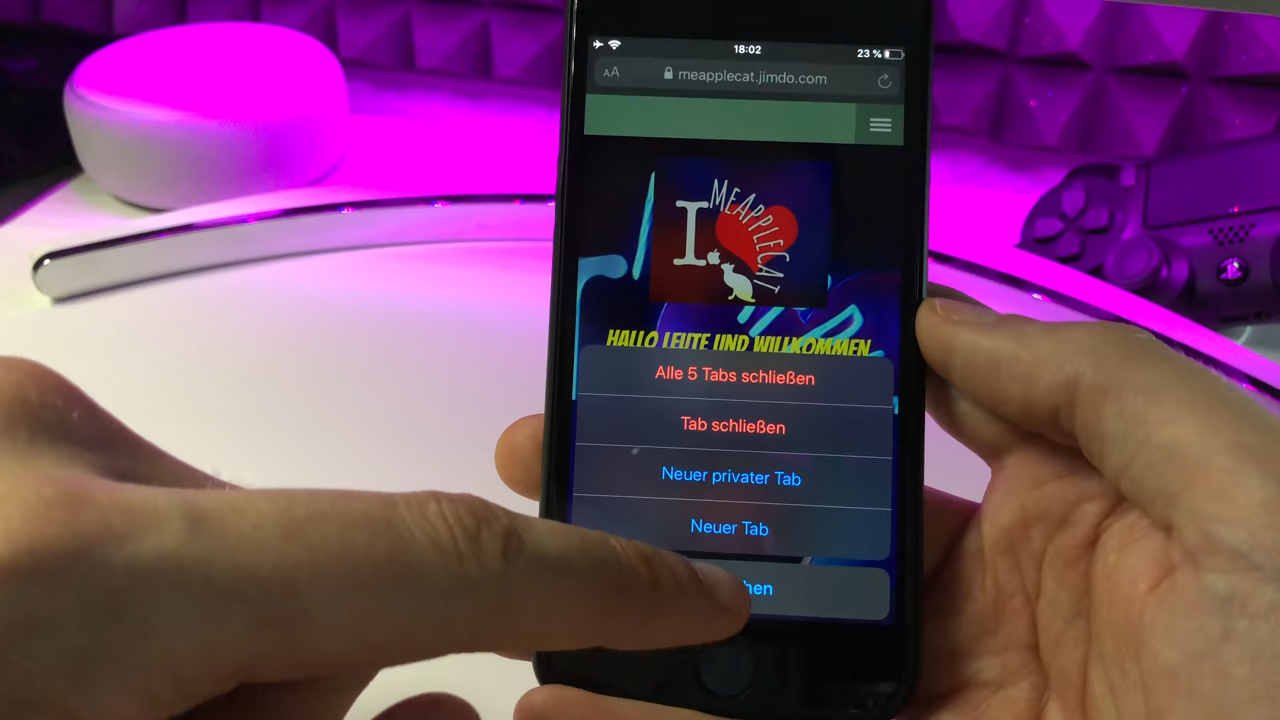 18:02
23 %
AA
meapplecat.jimdo.com
I
MEAPPLECAT
HALLO LEUTE UND WILLKOMMEN
Alle 5 Tabs schließen
Tab schließen
Neuer privater Tab
Neuer Tab